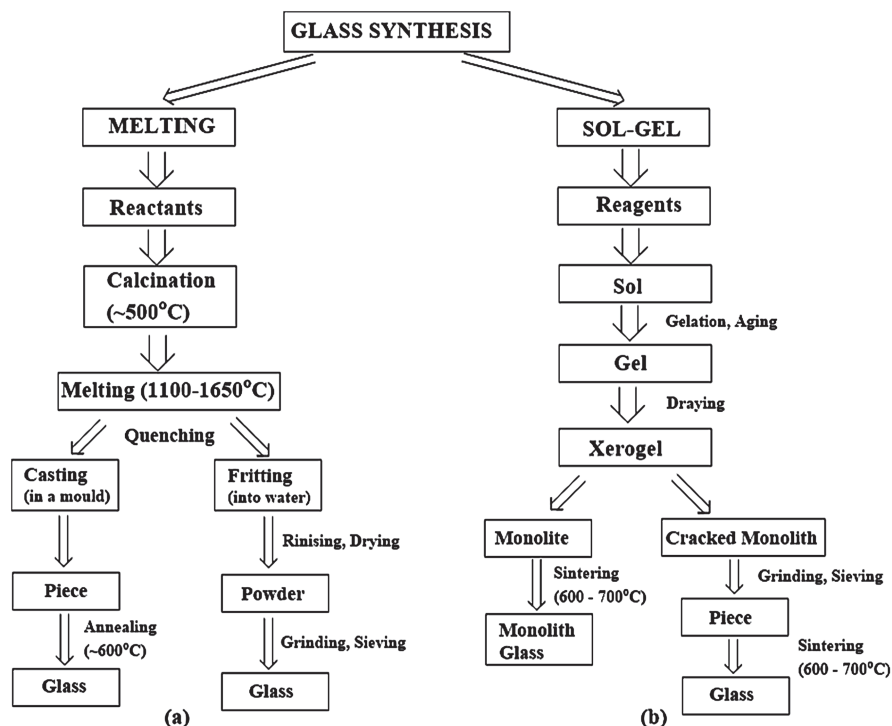 GLASS SYNTHESIS
MELTING
Reactants
Calcination
(~500°C)
Melting (1100-1650°C)
Quenching
Casting
(in a mould)
Piece
Annealing
(~600°C)
Glass
Fritting
(into water)
Rinising, Drying
Powder
Grinding, Sieving
Glass
(a)
SOL-GEL
Reagents
Sol
Gelation, Aging
Gel
Draying
Xerogel
Monolite
Sintering
(600 - 700°C)
Monolith
Glass
Cracked Monolith
Grinding, Sieving
Piece
Sintering
(600 - 700°C)
Glass
(b)